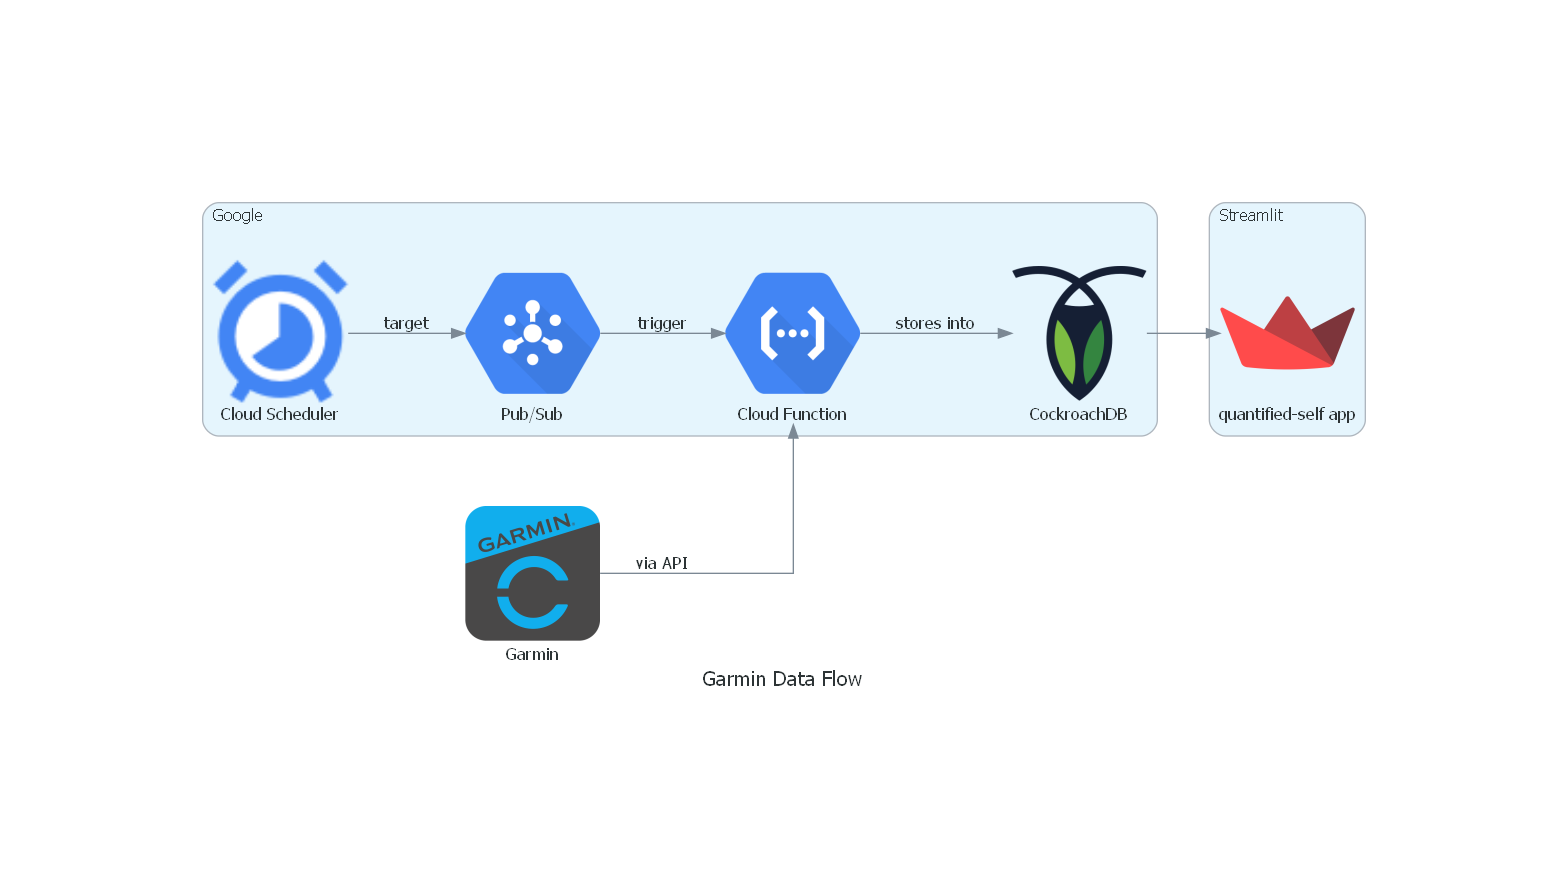 Google
Streamlit
target
trigger
stores into
Cloud Scheduler
Pub/Sub
Cloud Function
CockroachDB
quantified-self app
GARMIN
via API
Garmin
Garmin Data Flow